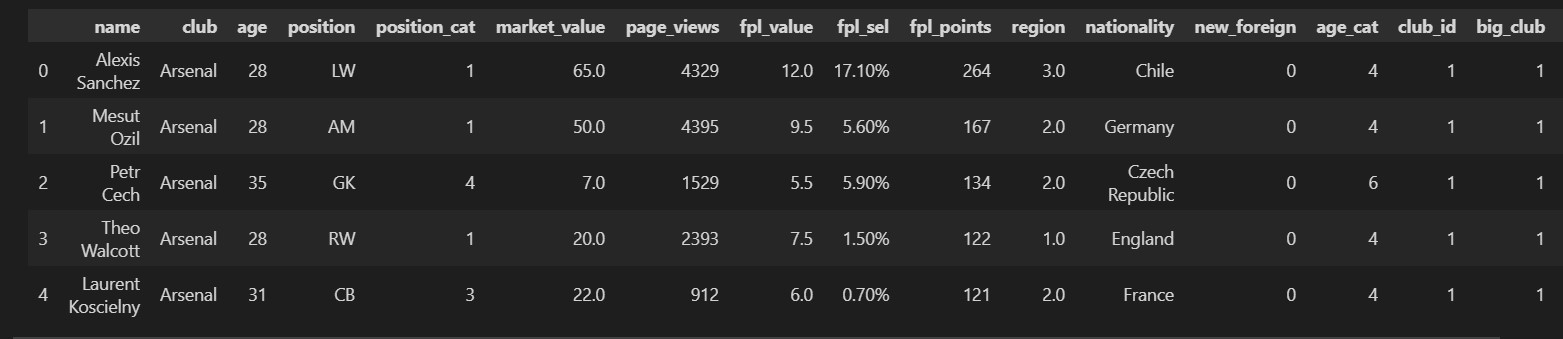 name club age position position_cat market_value page_views fpl_value fpl_sel fpl_points region nationality new_foreign age_cat club_id big_club
0 Alexis Sanchez Arsenal 28 LW 1 65.0 4329 12.0 17.10% 264 3.0 Chile 0 4 1 1
1 Mesut Ozil Arsenal 28 AM 1 50.0 4395 9.5 5.60% 167 2.0 Germany 0 4 1 1
2 Petr Cech Arsenal 35 GK 4 7.0 1529 5.5 5.90% 134 2.0 Czech Republic 0 6 1 1
3 Theo Walcott Arsenal 28 RW 1 20.0 2393 7.5 1.50% 122 1.0 England 0 4 1 1
4 Laurent Koscielny Arsenal 31 CB 3 22.0 912 6.0 0.70% 121 2.0 France 0 4 1 1